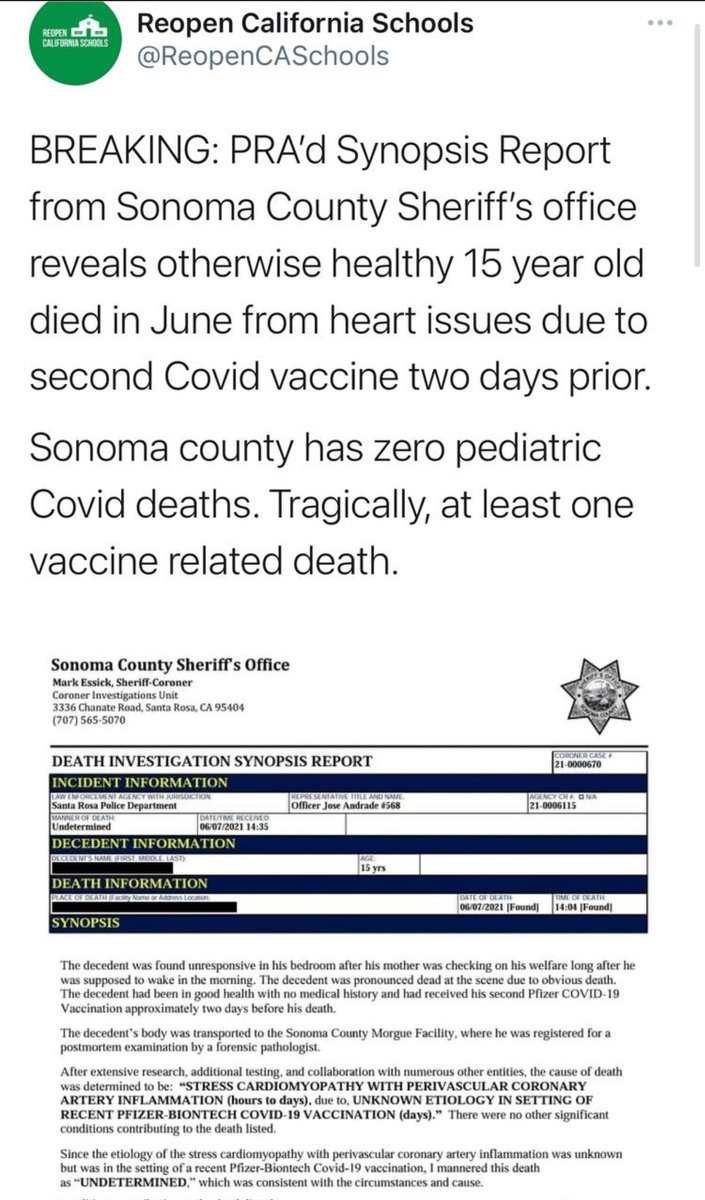 REOPEN
CALIFORNIA SCHOOLS
Reopen California Schools
@ReopenCASchools
BREAKING: PRA’d Synopsis Report
from Sonoma County Sheriff’s office
reveals otherwise healthy 15 year old
died in June from heart issues due to
second Covid vaccine two days prior.
Sonoma county has zero pediatric
Covid deaths. Tragically, at least one
vaccine related death.
Sonoma County Sheriff's Office
Mark Essick, Sheriff-Coroner
Coroner Investigations Unit
3336 Chanate Road, Santa Rosa, CA 95404
(707) 565-5070
DEATH INVESTIGATION SYNOPSIS REPORT
CORONER CASE #
21-0000670
INCIDENT INFORMATION
LAW ENFORCEMENT AGENCY WITH JURISDICTION:
Santa Rosa Police Department
REPRESENTATIVE TITLE AND NAME:
Officer Jose Andrade #568
AGENCY CR #: N/A
21-0006115
MANNER OF DEATH
Undetermined
DATE/TIME RECEIVED
06/07/2021 14:35
DECEDENT INFORMATION
DECEDENT'S NAME (FIRST, MIDDLE, LAST):
AGE:
15 yrs
DEATH INFORMATION
PLACE OF DEATH (Facility Name or Address Location)
DATE OF DEATH:
06/07/2021 [Found]
TIME OF DEATH:
14:04 [Found]
SYNOPSIS
The decedent was found unresponsive in his bedroom after his mother was checking on his welfare long after he
was supposed to wake in the morning. The decedent was pronounced dead at the scene due to obvious death.
The decedent had been in good health with no medical history and had received his second Pfizer COVID-19
Vaccination approximately two days before his death.
The decedent's body was transported to the Sonoma County Morgue Facility, where he was registered for a
postmortem examination by a forensic pathologist.
After extensive research, additional testing, and collaboration with numerous other entities, the cause of death
was determined to be: “STRESS CARDIOMYOPATHY WITH PERIVASCULAR CORONARY
ARTERY INFLAMMATION (hours to days), due to, UNKNOWN ETIOLOGY IN SETTING OF
RECENT PFIZER-BIONTECH COVID-19 VACCINATION (days).” There were no other significant
conditions contributing to the death listed.
Since the etiology of the stress cardiomyopathy with perivascular coronary artery inflammation was unknown
but was in the setting of a recent Pfizer-Biontech Covid-19 vaccination, I mannered this death
as “UNDETERMINED,” which was consistent with the circumstances and cause.